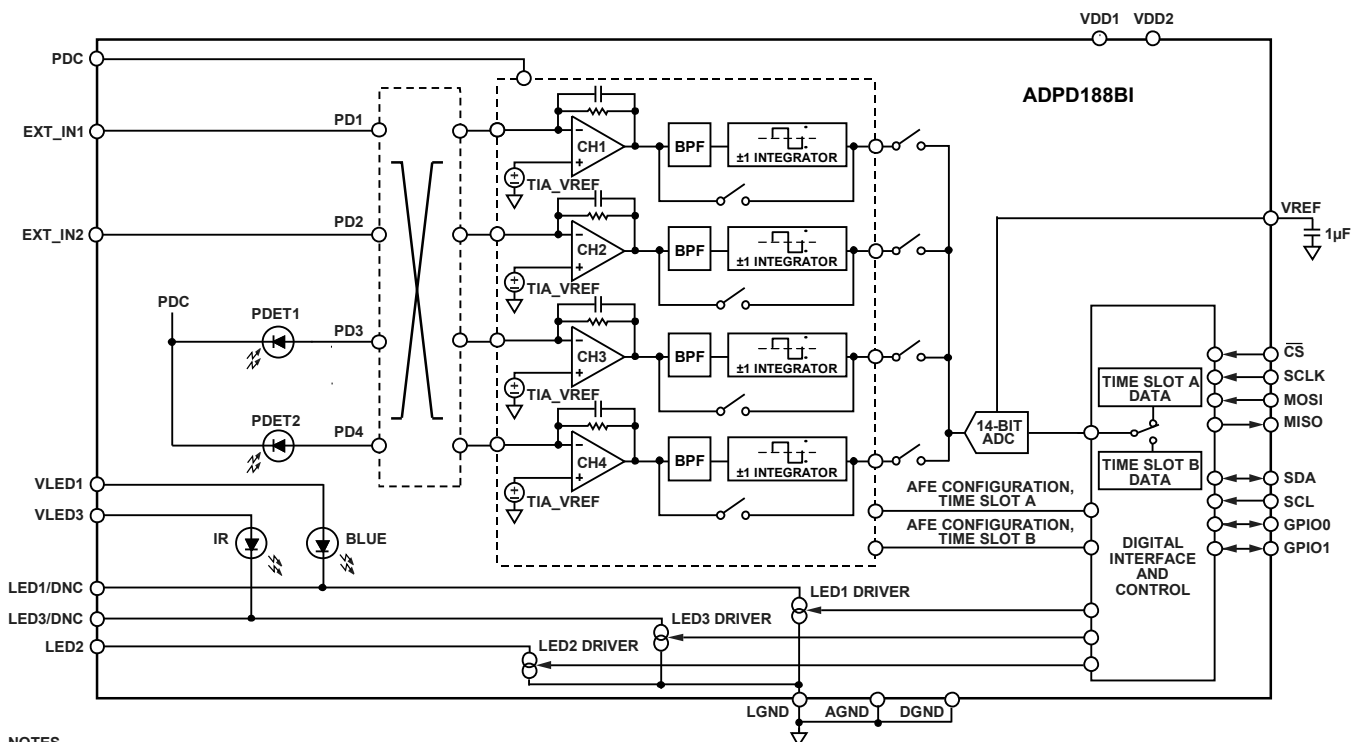 VDD1 VDD2
PDC
ADPD188BI
EXT_IN1
PD1
CH1
BPF
±1 INTEGRATOR
TIA_VREF
VREF
1µF
EXT_IN2
PD2
CH2
BPF
±1 INTEGRATOR
TIA_VREF
PDC
PDET1
PD3
CH3
BPF
±1 INTEGRATOR
TIA_VREF
CS
SCLK
MOSI
MISO
TIME SLOT A
DATA
14-BIT
ADC
PDET2
PD4
CH4
BPF
±1 INTEGRATOR
TIA_VREF
TIME SLOT B
DATA
SDA
SCL
GPIO0
GPIO1
VLED1
VLED3
AFE CONFIGURATION,
TIME SLOT A
AFE CONFIGURATION,
TIME SLOT B
IR
BLUE
DIGITAL
INTERFACE
AND
CONTROL
LED1/DNC
LED1 DRIVER
LED3/DNC
LED3 DRIVER
LED2
LED2 DRIVER
LGND AGND DGND